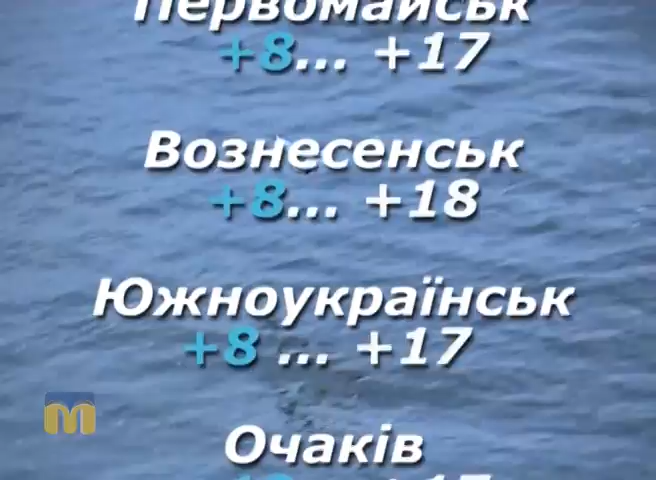 Первомайськ
+8... +17
Вознесенськ
+8... +18
Южноукраїнськ
+8 ... +17
Очаків